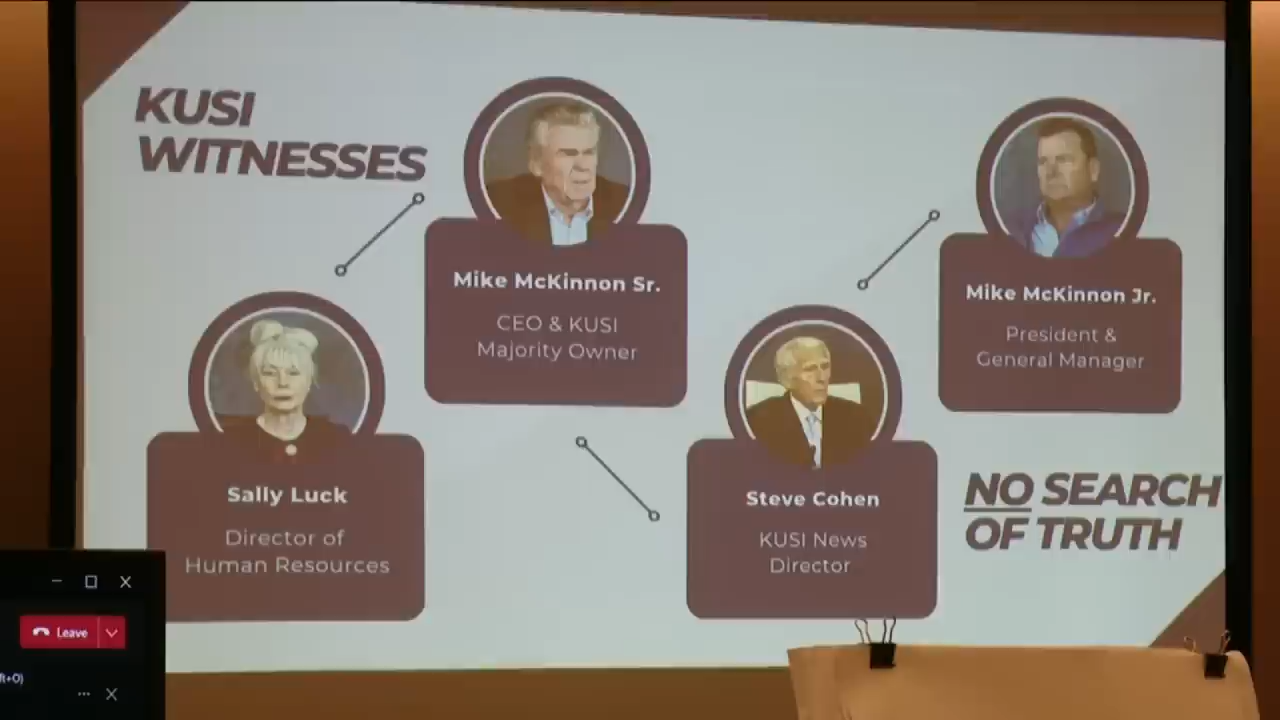 KUSI
WITNESSES
Mike McKinnon Sr.
CEO & KUSI
Majority Owner
Mike McKinnon Jr.
President &
General Manager
Sally Luck
Director of
Human Resources
Steve Cohen
KUSI News
Director
NO SEARCH
OF TRUTH
Leave